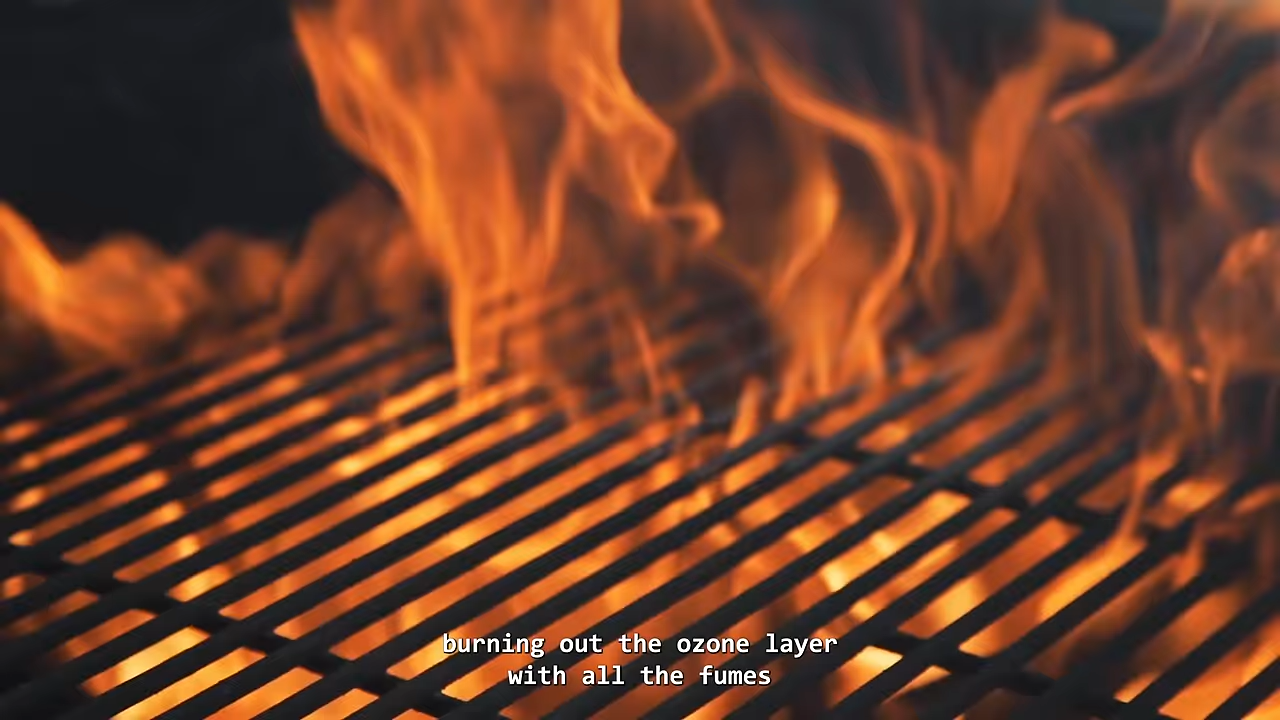 burning out the ozone layer
with all the fumes